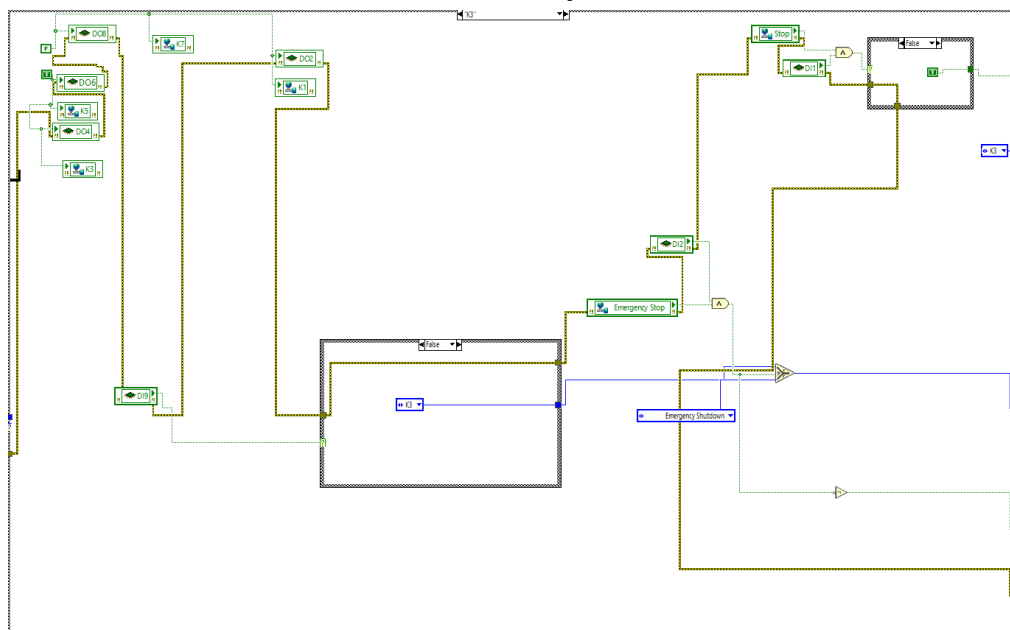 "K3"
DO8
F
K7
DO2
T
DO6
K1
K5
DO4
K3
Stop
DI1
False
T
K3
DI2
Emergency Stop
False
K3
DI9
Emergency Shutdown